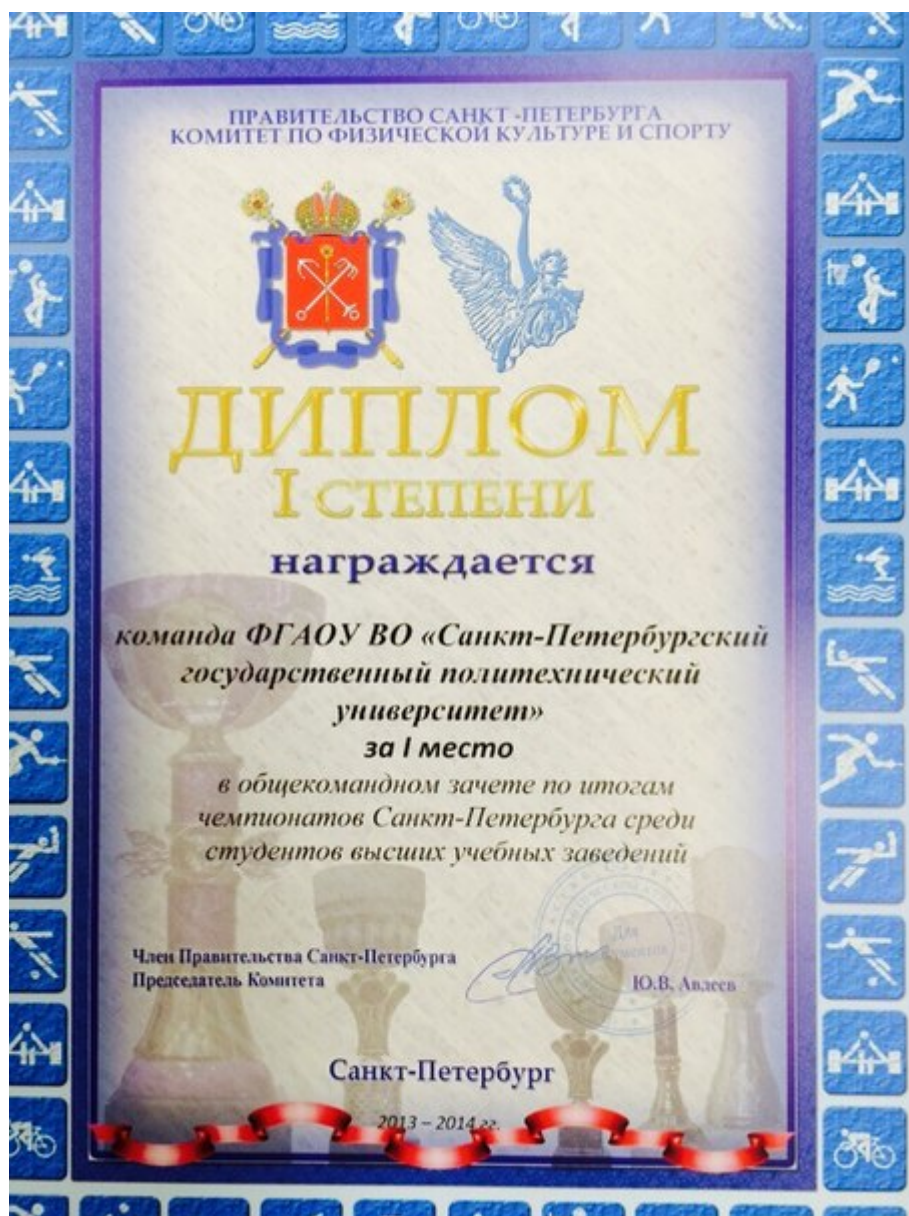 ПРАВИТЕЛЬСТВО САНКТ -ПЕТЕРБУРГА
КОМИТЕТ ПО ФИЗИЧЕСКОЙ КУЛЬТУРЕ И СПОРТУ
ДИПЛОМ
I СТЕПЕНИ
награждается
команда ФГАОУ ВО «Санкт-Петербургский
государственный политехнический
университет»
за I место
в общекомандном зачете по итогам
чемпионатов Санкт-Петербурга среди
студентов высших учебных заведений
Член Правительства Санкт-Петербурга
Председатель Комитета
Для
Ю.В. Авдеев
Санкт-Петербург
2013 – 2014 гг.